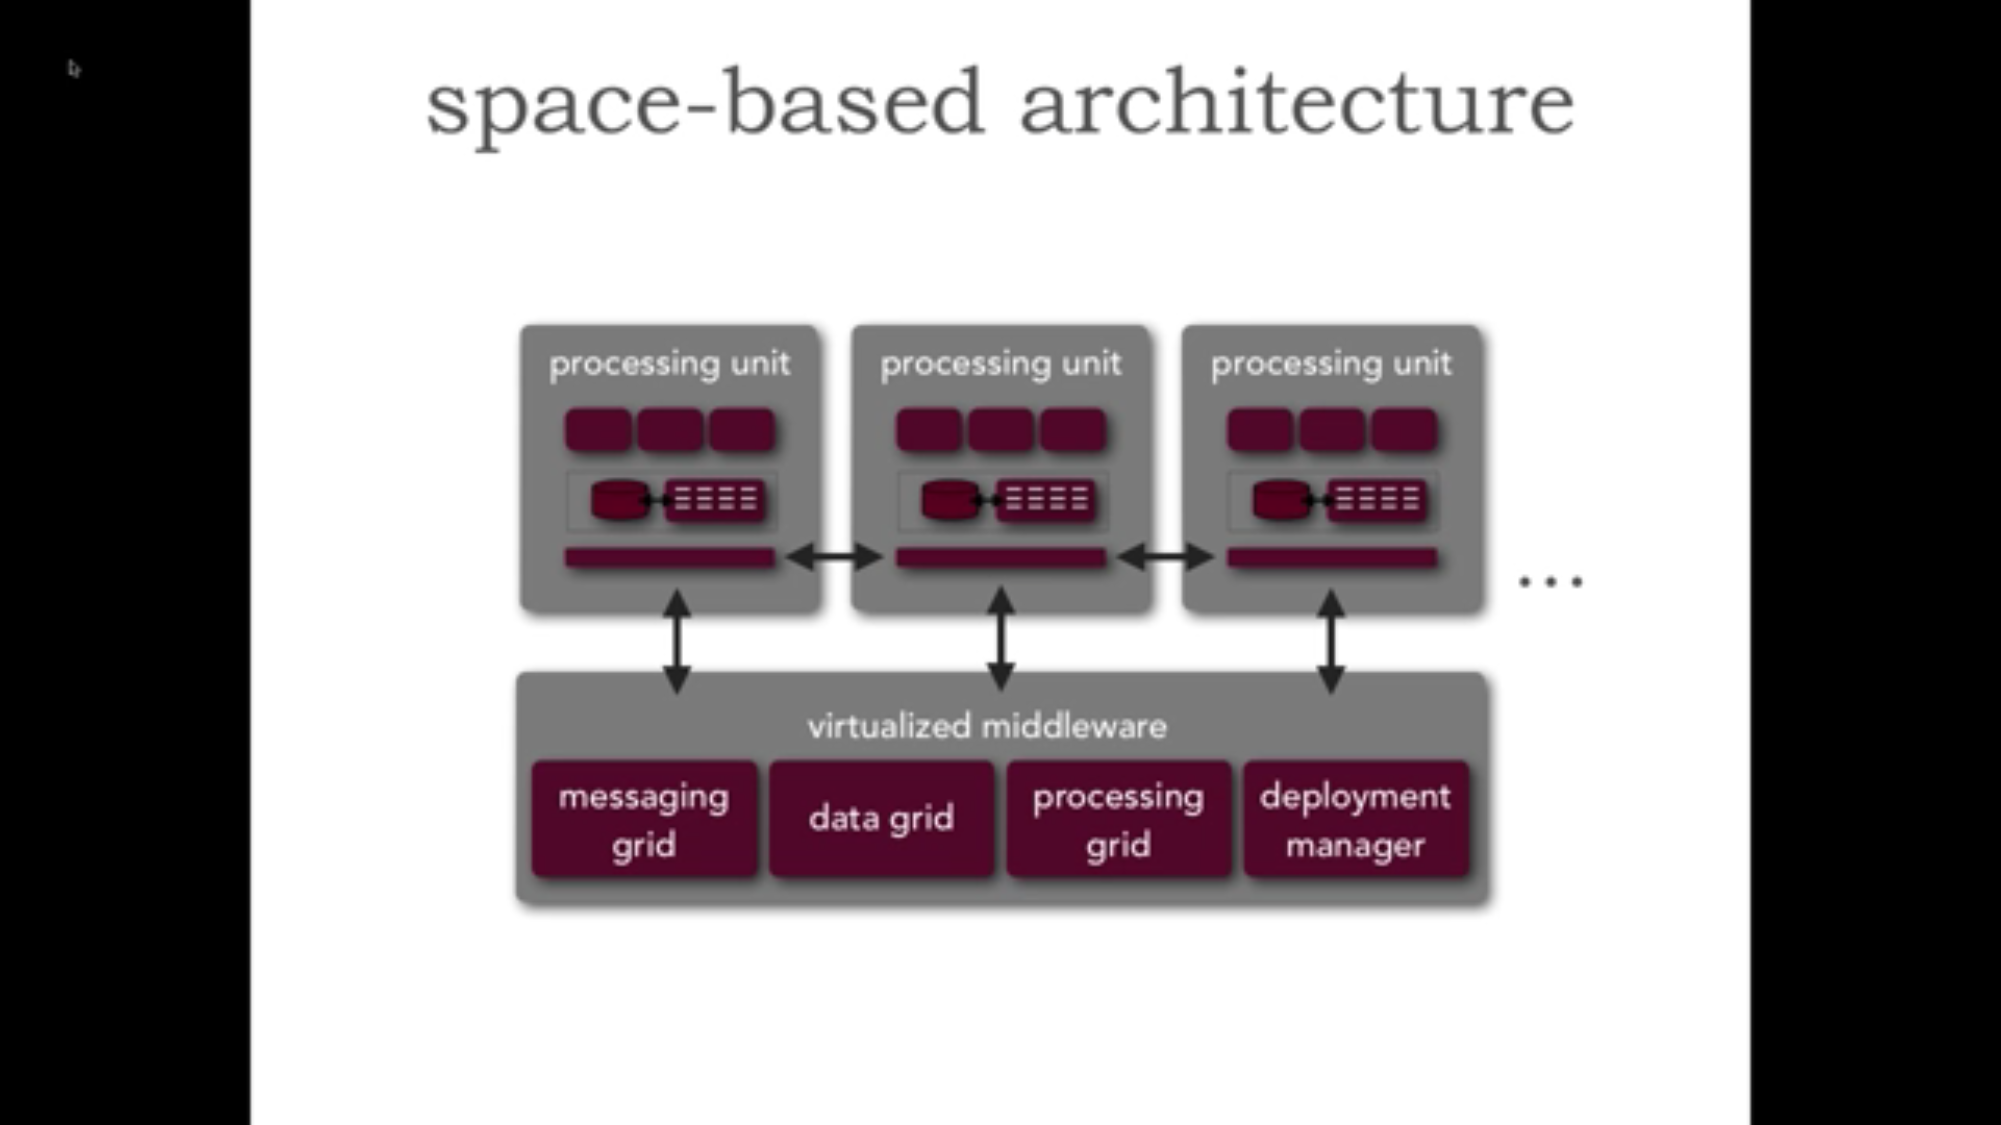 space-based architecture
processing unit
processing unit
processing unit
...
virtualized middleware
messaging
grid
data grid
processing
grid
deployment
manager